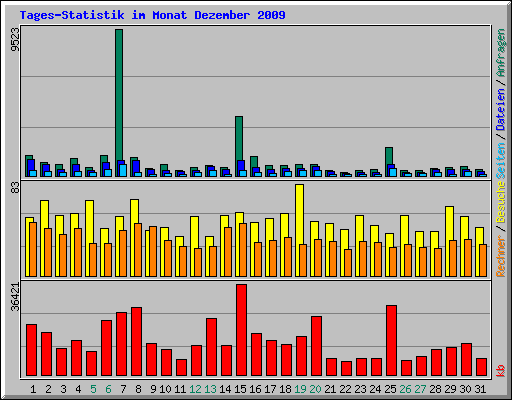 Tages-Statistik im Monat Dezember 2009
9523
83
36421
Rechner / Besuche Seiten / Dateien / Anfragen
kb
1 2 3 4 5 6 7 8 9 10 11 12 13 14 15 16 17 18 19 20 21 22 23 24 25 26 27 28 29 30 31